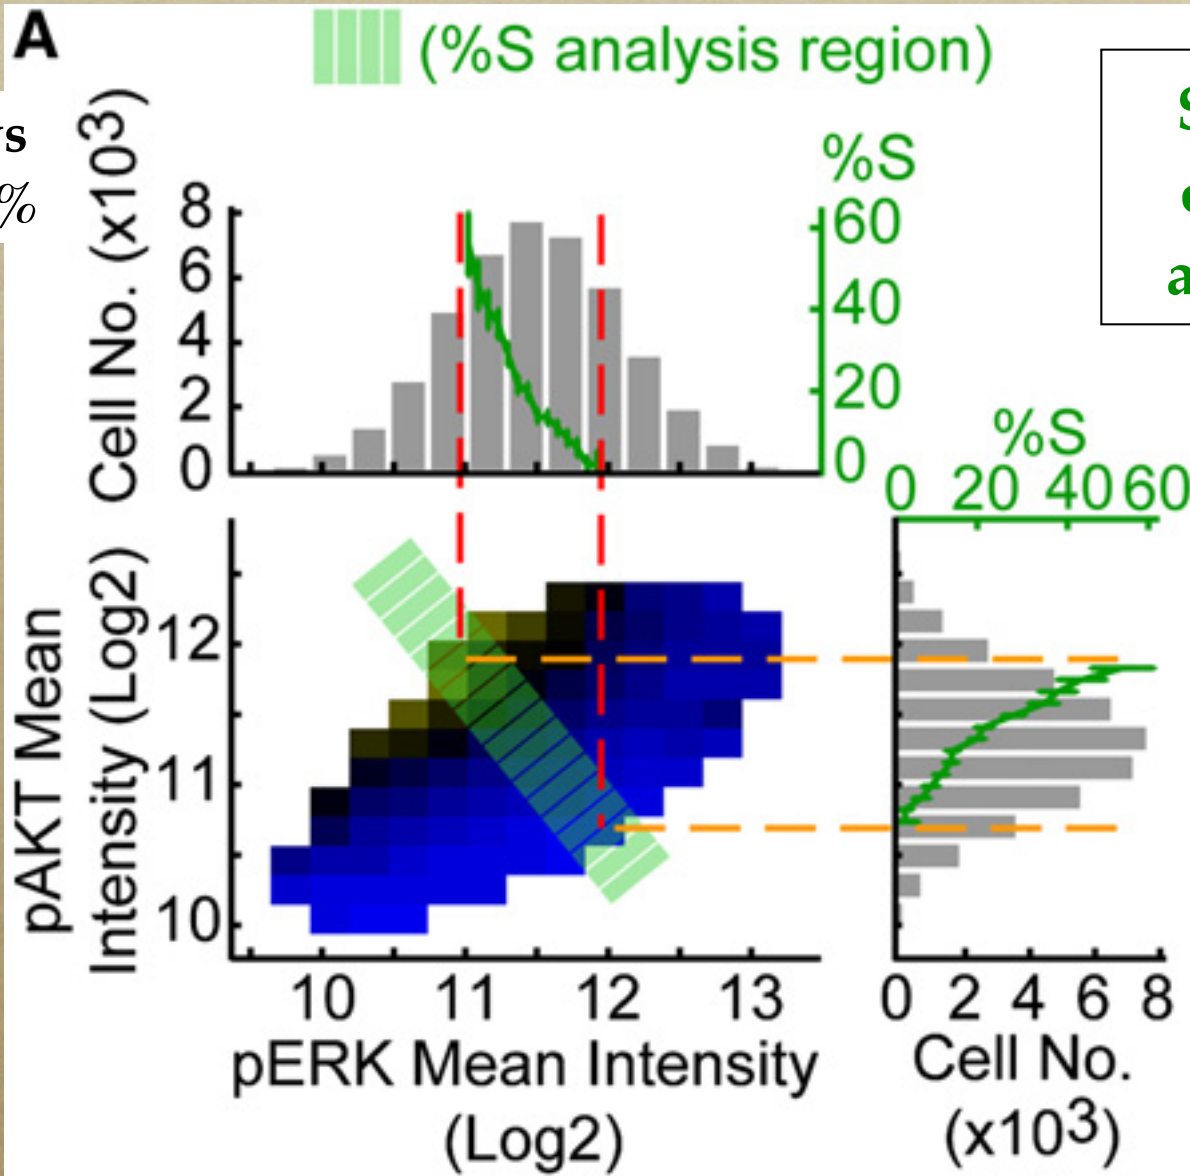 A
(%S analysis region)
%
Cell No. (x10³)
8
6
4
2
0
%S
60
40
20
0
%S
0 20 40 60
pAKT Mean
Intensity (Log2)
12
11
10
10 11 12 13
pERK Mean Intensity
(Log2)
0 2 4 6 8
Cell No.
(x10³)